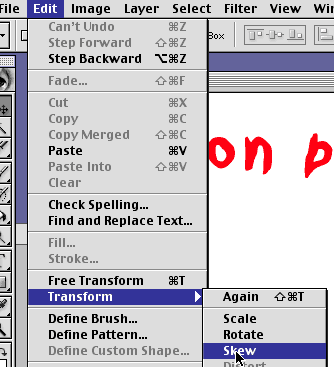 File Edit Image Layer Select Filter View
Can't Undo ⌘Z
Box
Step Forward ⇧⌘Z
Step Backward ⌥⌘Z
Fade... ⇧⌘F
Cut ⌘X
Copy ⌘C
Copy Merged ⇧⌘C
on
Paste ⌘V
Paste Into ⇧⌘V
Clear
Check Spelling...
Find and Replace Text...
Fill...
Stroke...
Free Transform ⌘T
Transform
Again ⇧⌘T
Define Brush...
Scale
Define Pattern...
Rotate
Define Custom Shape...
Skew
Distort